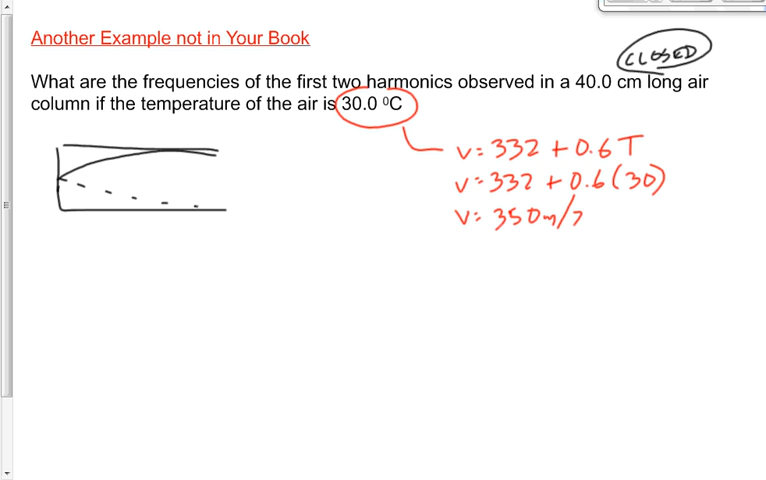 Another Example not in Your Book
CLOSED
What are the frequencies of the first two harmonics observed in a 40.0 cm long air
column if the temperature of the air is 30.0 ⁰C
v = 332 + 0.6T
v = 332 + 0.6(30)
v = 350m/s